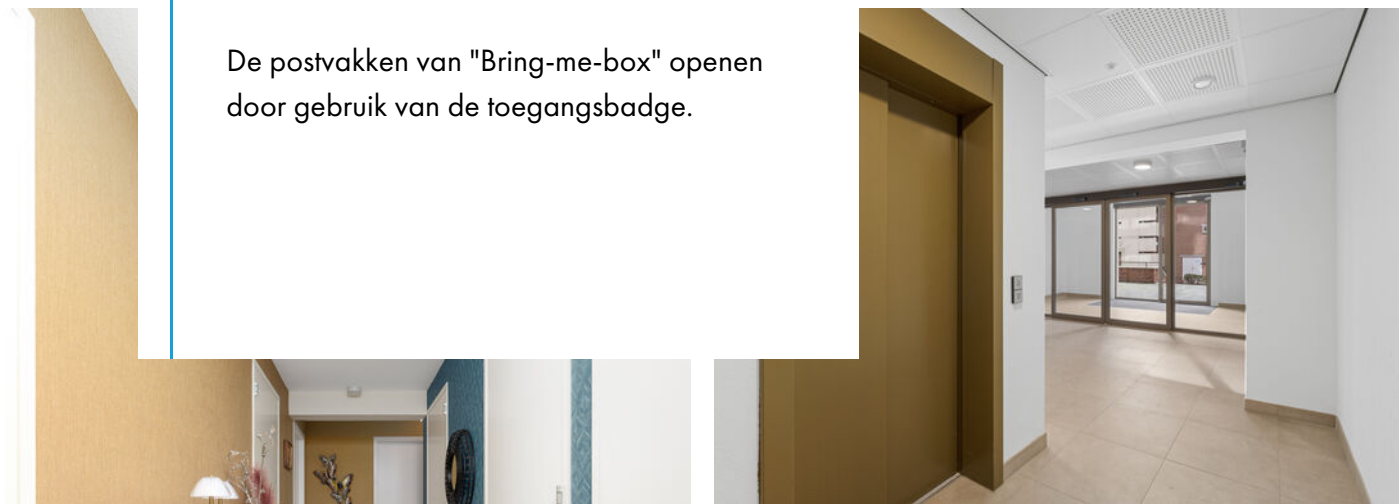 De postvakken van "Bring-me-box" openen
door gebruik van de toegangsbadge.